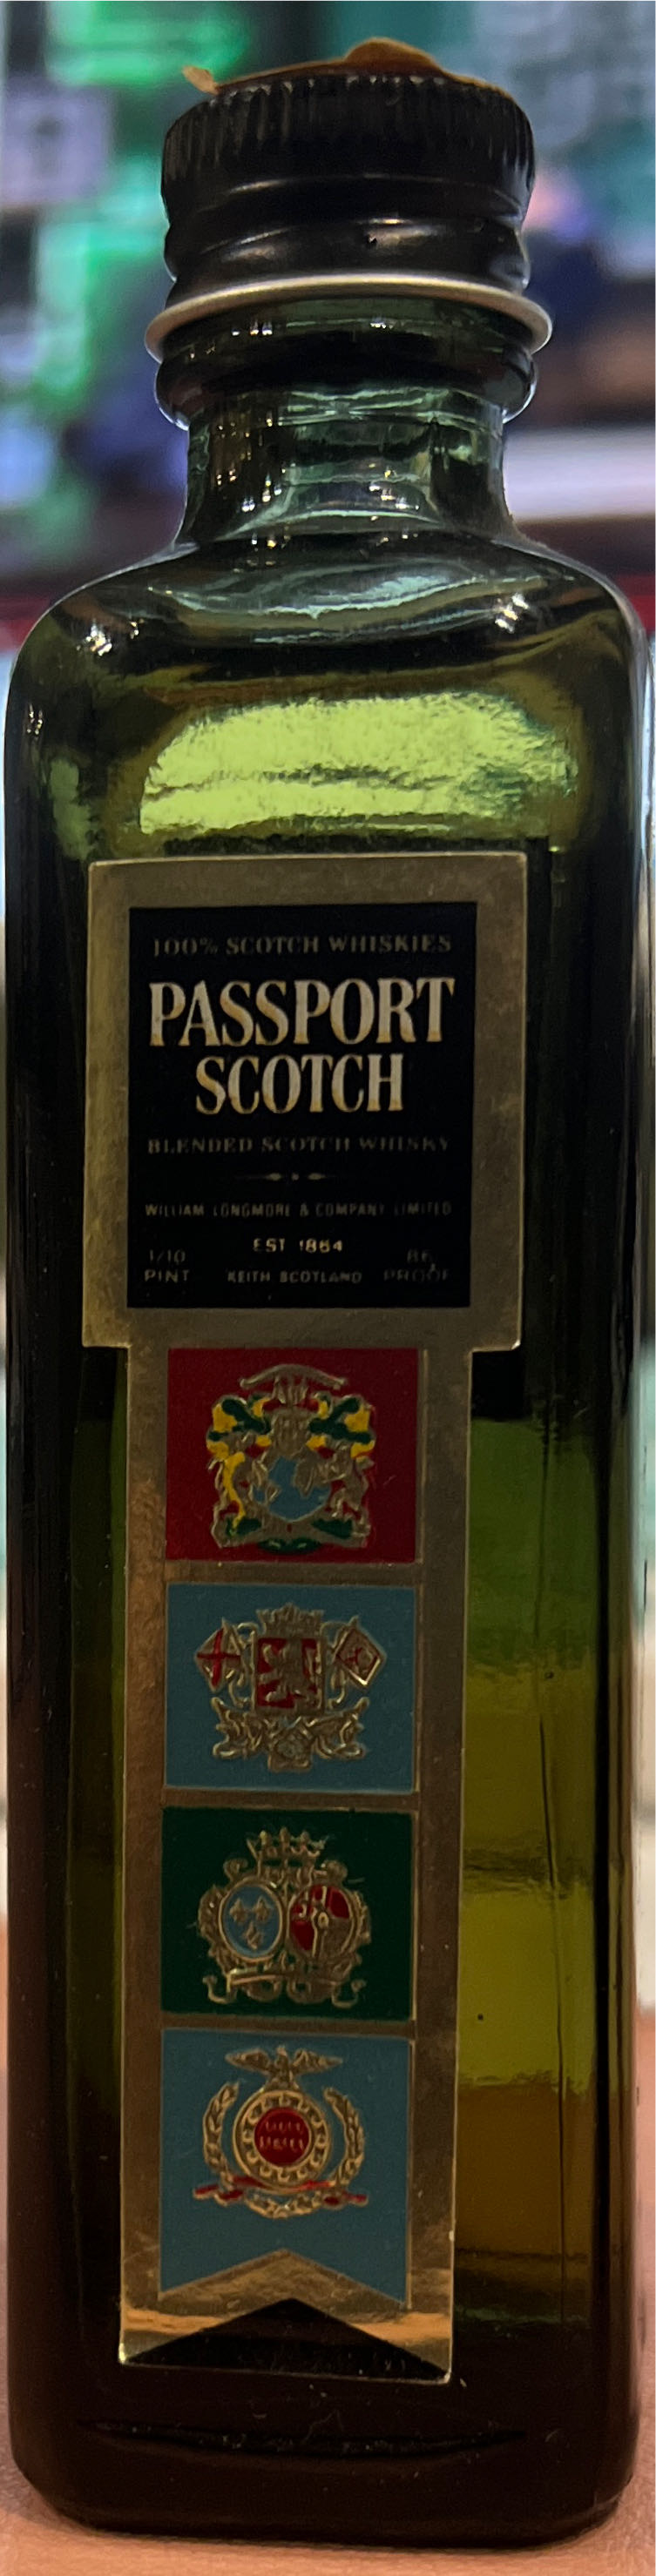 100% SCOTCH WHISKIES
PASSPORT
SCOTCH
BLENDED SCOTCH WHISKY
WILLIAM LONGMORE & COMPANY LIMITED
EST 1864
1/10 PINT
KEITH SCOTLAND
86 PROOF